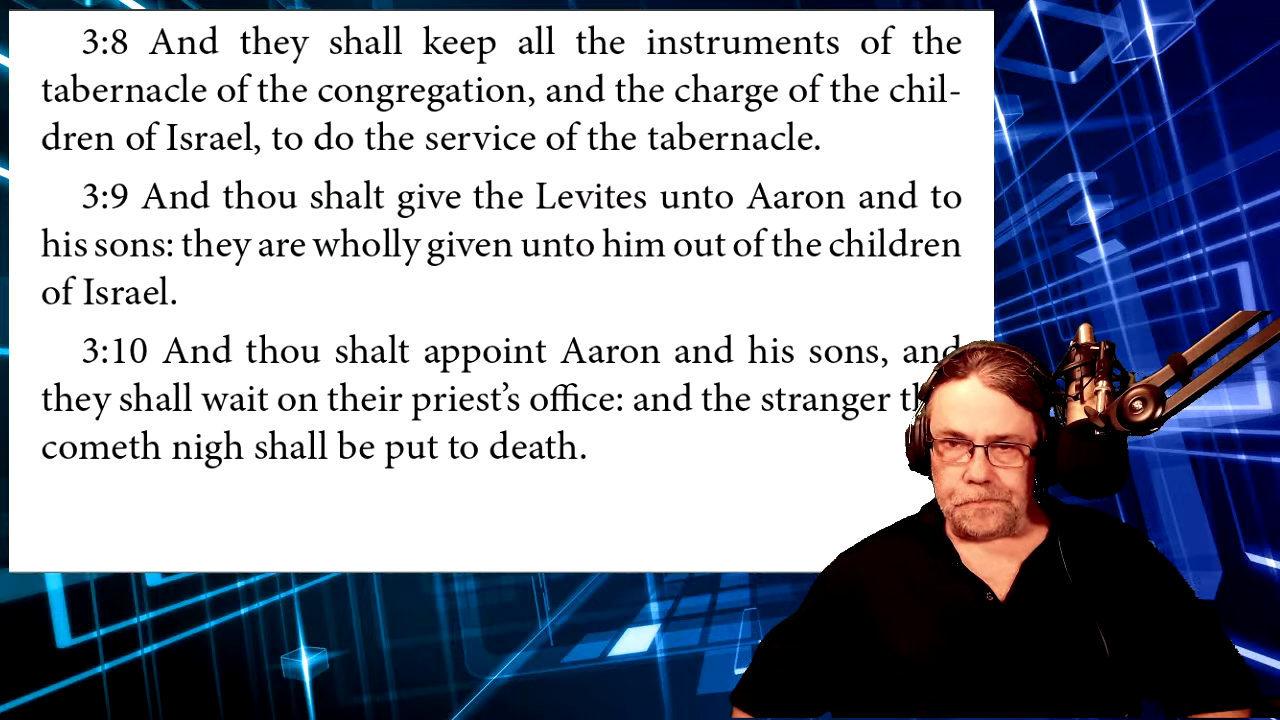 3:8 And they shall keep all the instruments of the
tabernacle of the congregation, and the charge of the chil-
dren of Israel, to do the service of the tabernacle.
3:9 And thou shalt give the Levites unto Aaron and to
his sons: they are wholly given unto him out of the children
of Israel.
3:10 And thou shalt appoint Aaron and his sons, and
they shall wait on their priest's office: and the stranger
cometh nigh shall be put to death.